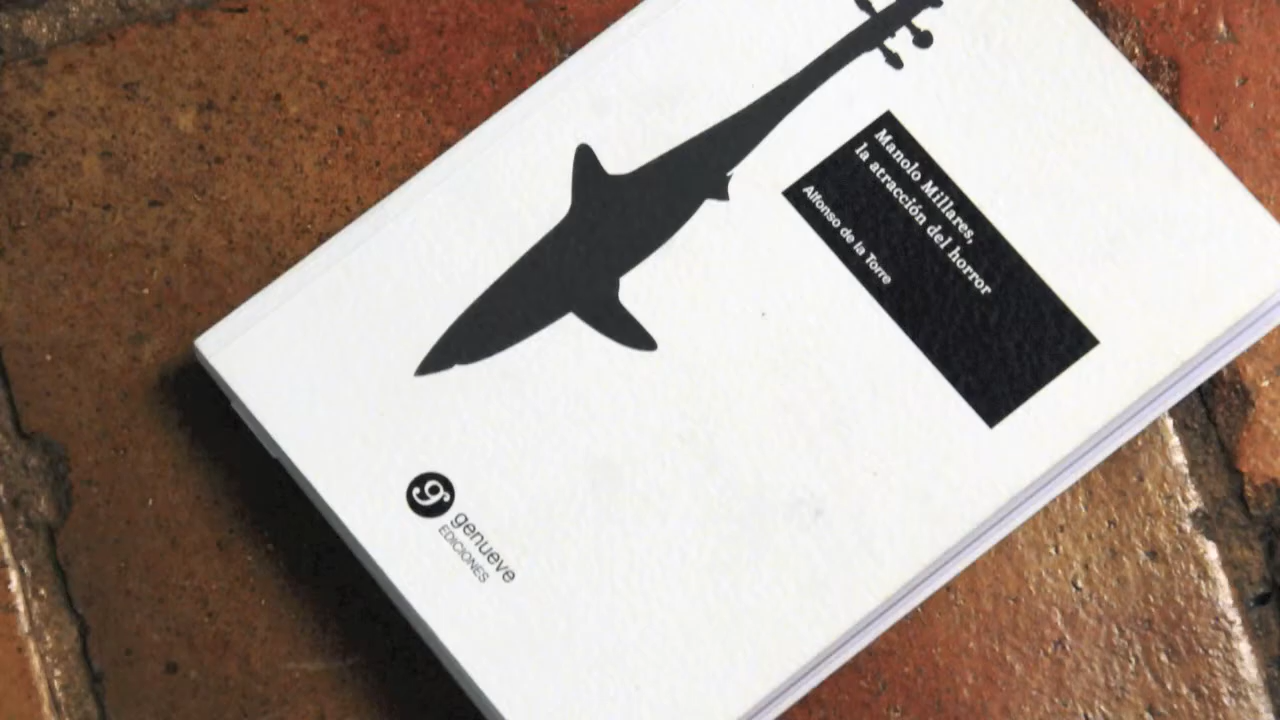 Manolo Millares,
la atracción del horror
Alfonso de la Torre
g
genueve
EDICIONES